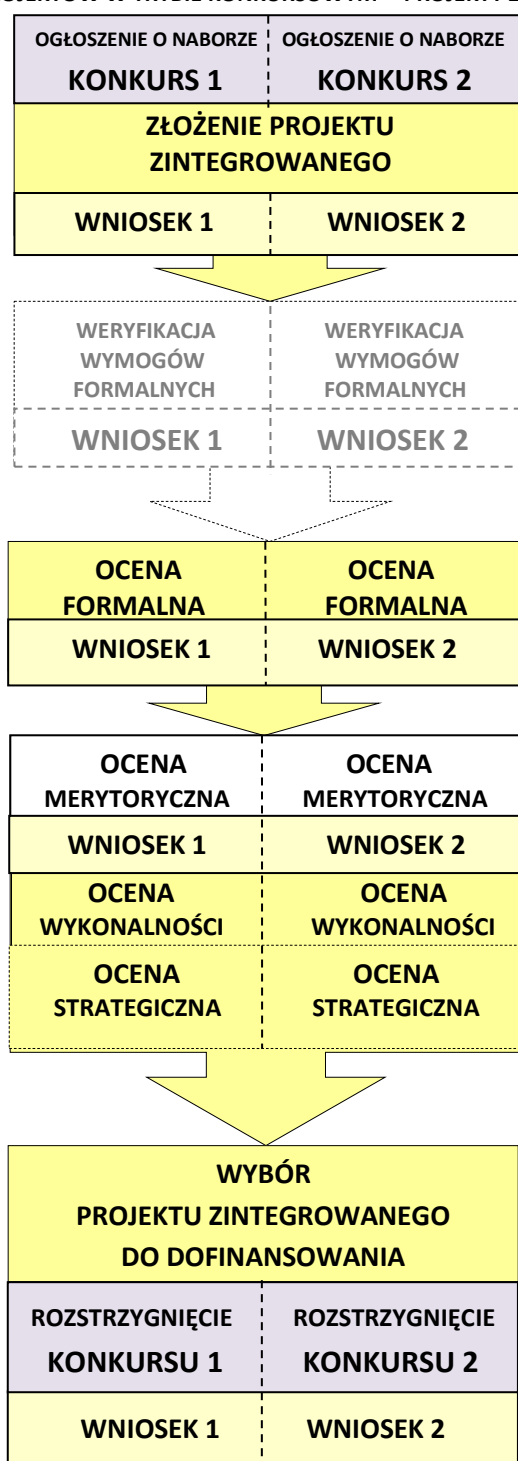 OGŁOSZENIE O NABORZE OGŁOSZENIE O NABORZE
KONKURS 1 KONKURS 2
ZŁOŻENIE PROJEKTU
ZINTEGROWANEGO
WNIOSEK 1 WNIOSEK 2
WERYFIKACJA WERYFIKACJA
WYMOGÓW WYMOGÓW
FORMALNYCH FORMALNYCH
WNIOSEK 1 WNIOSEK 2
OCENA OCENA
FORMALNA FORMALNA
WNIOSEK 1 WNIOSEK 2
OCENA OCENA
MERYTORYCZNA MERYTORYCZNA
WNIOSEK 1 WNIOSEK 2
OCENA OCENA
WYKONALNOŚCI WYKONALNOŚCI
OCENA OCENA
STRATEGICZNA STRATEGICZNA
WYBÓR
PROJEKTU ZINTEGROWANEGO
DO DOFINANSOWANIA
ROZSTRZYGNIĘCIE ROZSTRZYGNIĘCIE
KONKURSU 1 KONKURSU 2
WNIOSEK 1 WNIOSEK 2